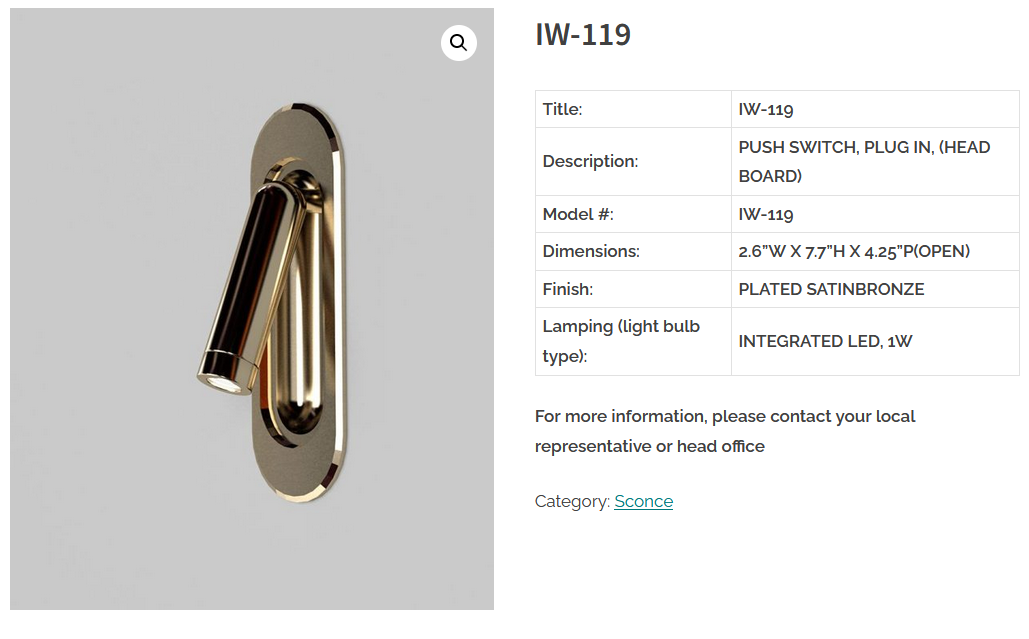 IW-119
Title: IW-119
Description: PUSH SWITCH, PLUG IN, (HEAD
BOARD)
Model #: IW-119
Dimensions: 2.6”W X 7.7”H X 4.25”P(OPEN)
Finish: PLATED SATINBRONZE
Lamping (light bulb
type): INTEGRATED LED, 1W
For more information, please contact your local
representative or head office
Category: Sconce